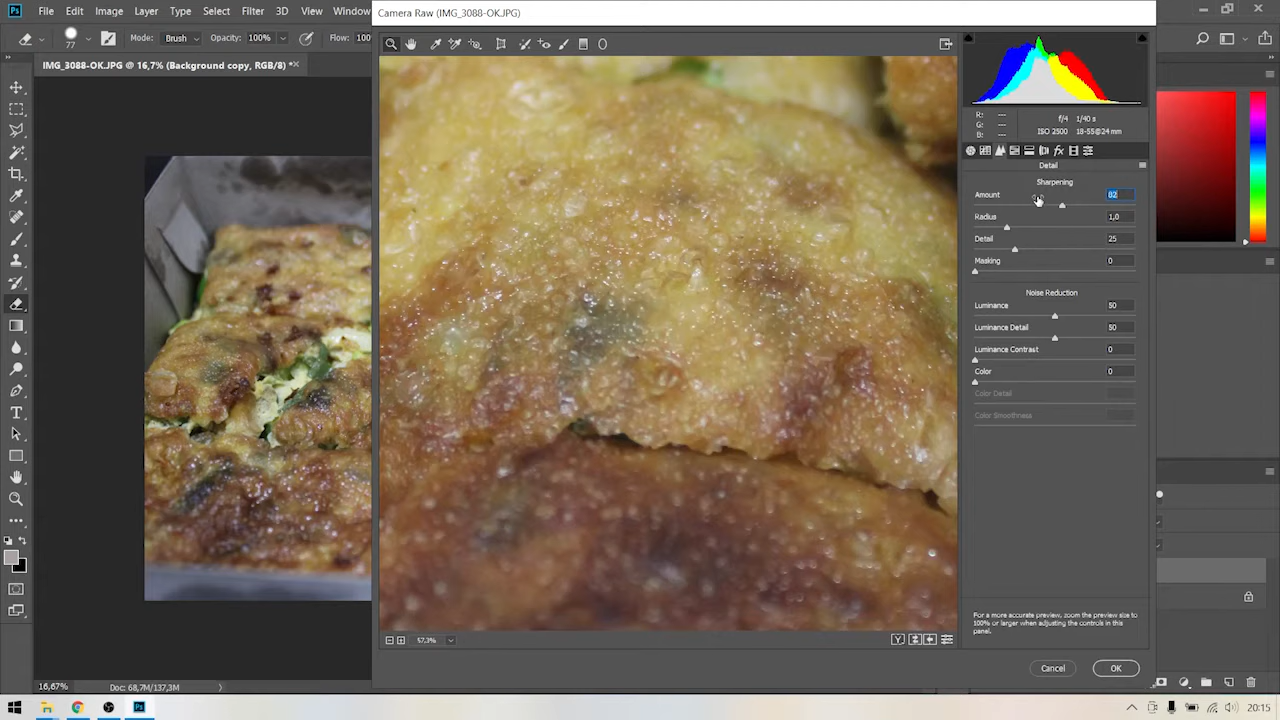 Ps File Edit Image Layer Type Select Filter 3D View Window
Camera Raw (IMG_3088-OK.JPG)
77 Mode: Brush Opacity: 100% Flow: 100
IMG_3088-OK.JPG @ 16,7% (Background copy, RGB/8) *
R: ---
G: ---
B: ---
f/4 1/40 s
ISO 2500 18-55@24 mm
fx
Detail
Sharpening
Amount 82
Radius 1,0
Detail 25
Masking 0
Noise Reduction
Luminance 50
Luminance Detail 50
Luminance Contrast 0
Color 0
Color Detail
Color Smoothness
For a more accurate preview, zoom the preview size to
100% or larger when adjusting the controls in this
panel.
57,3%
Y
Cancel OK
16,67% Doc: 68,7M/137,3M
Ps 20:15